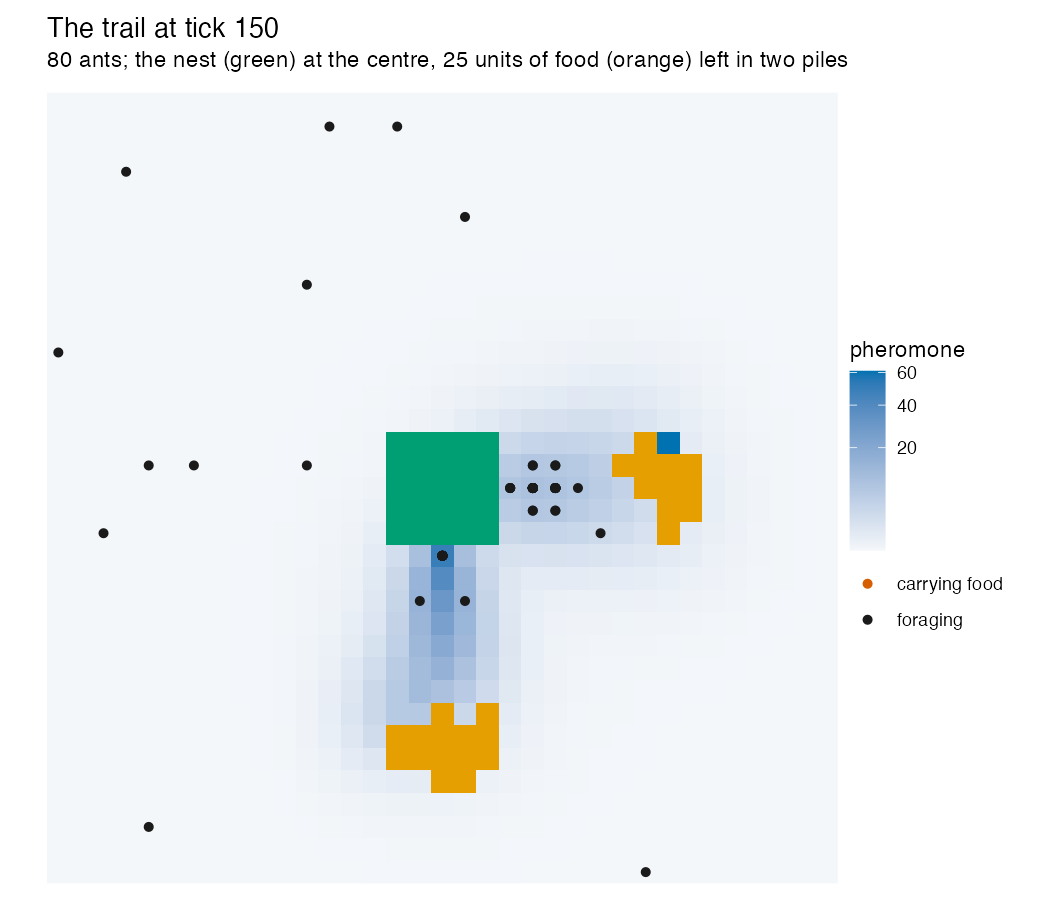 The trail at tick 150
80 ants; the nest (green) at the centre, 25 units of food (orange) left in two piles
pheromone
60
40
20
carrying food
foraging